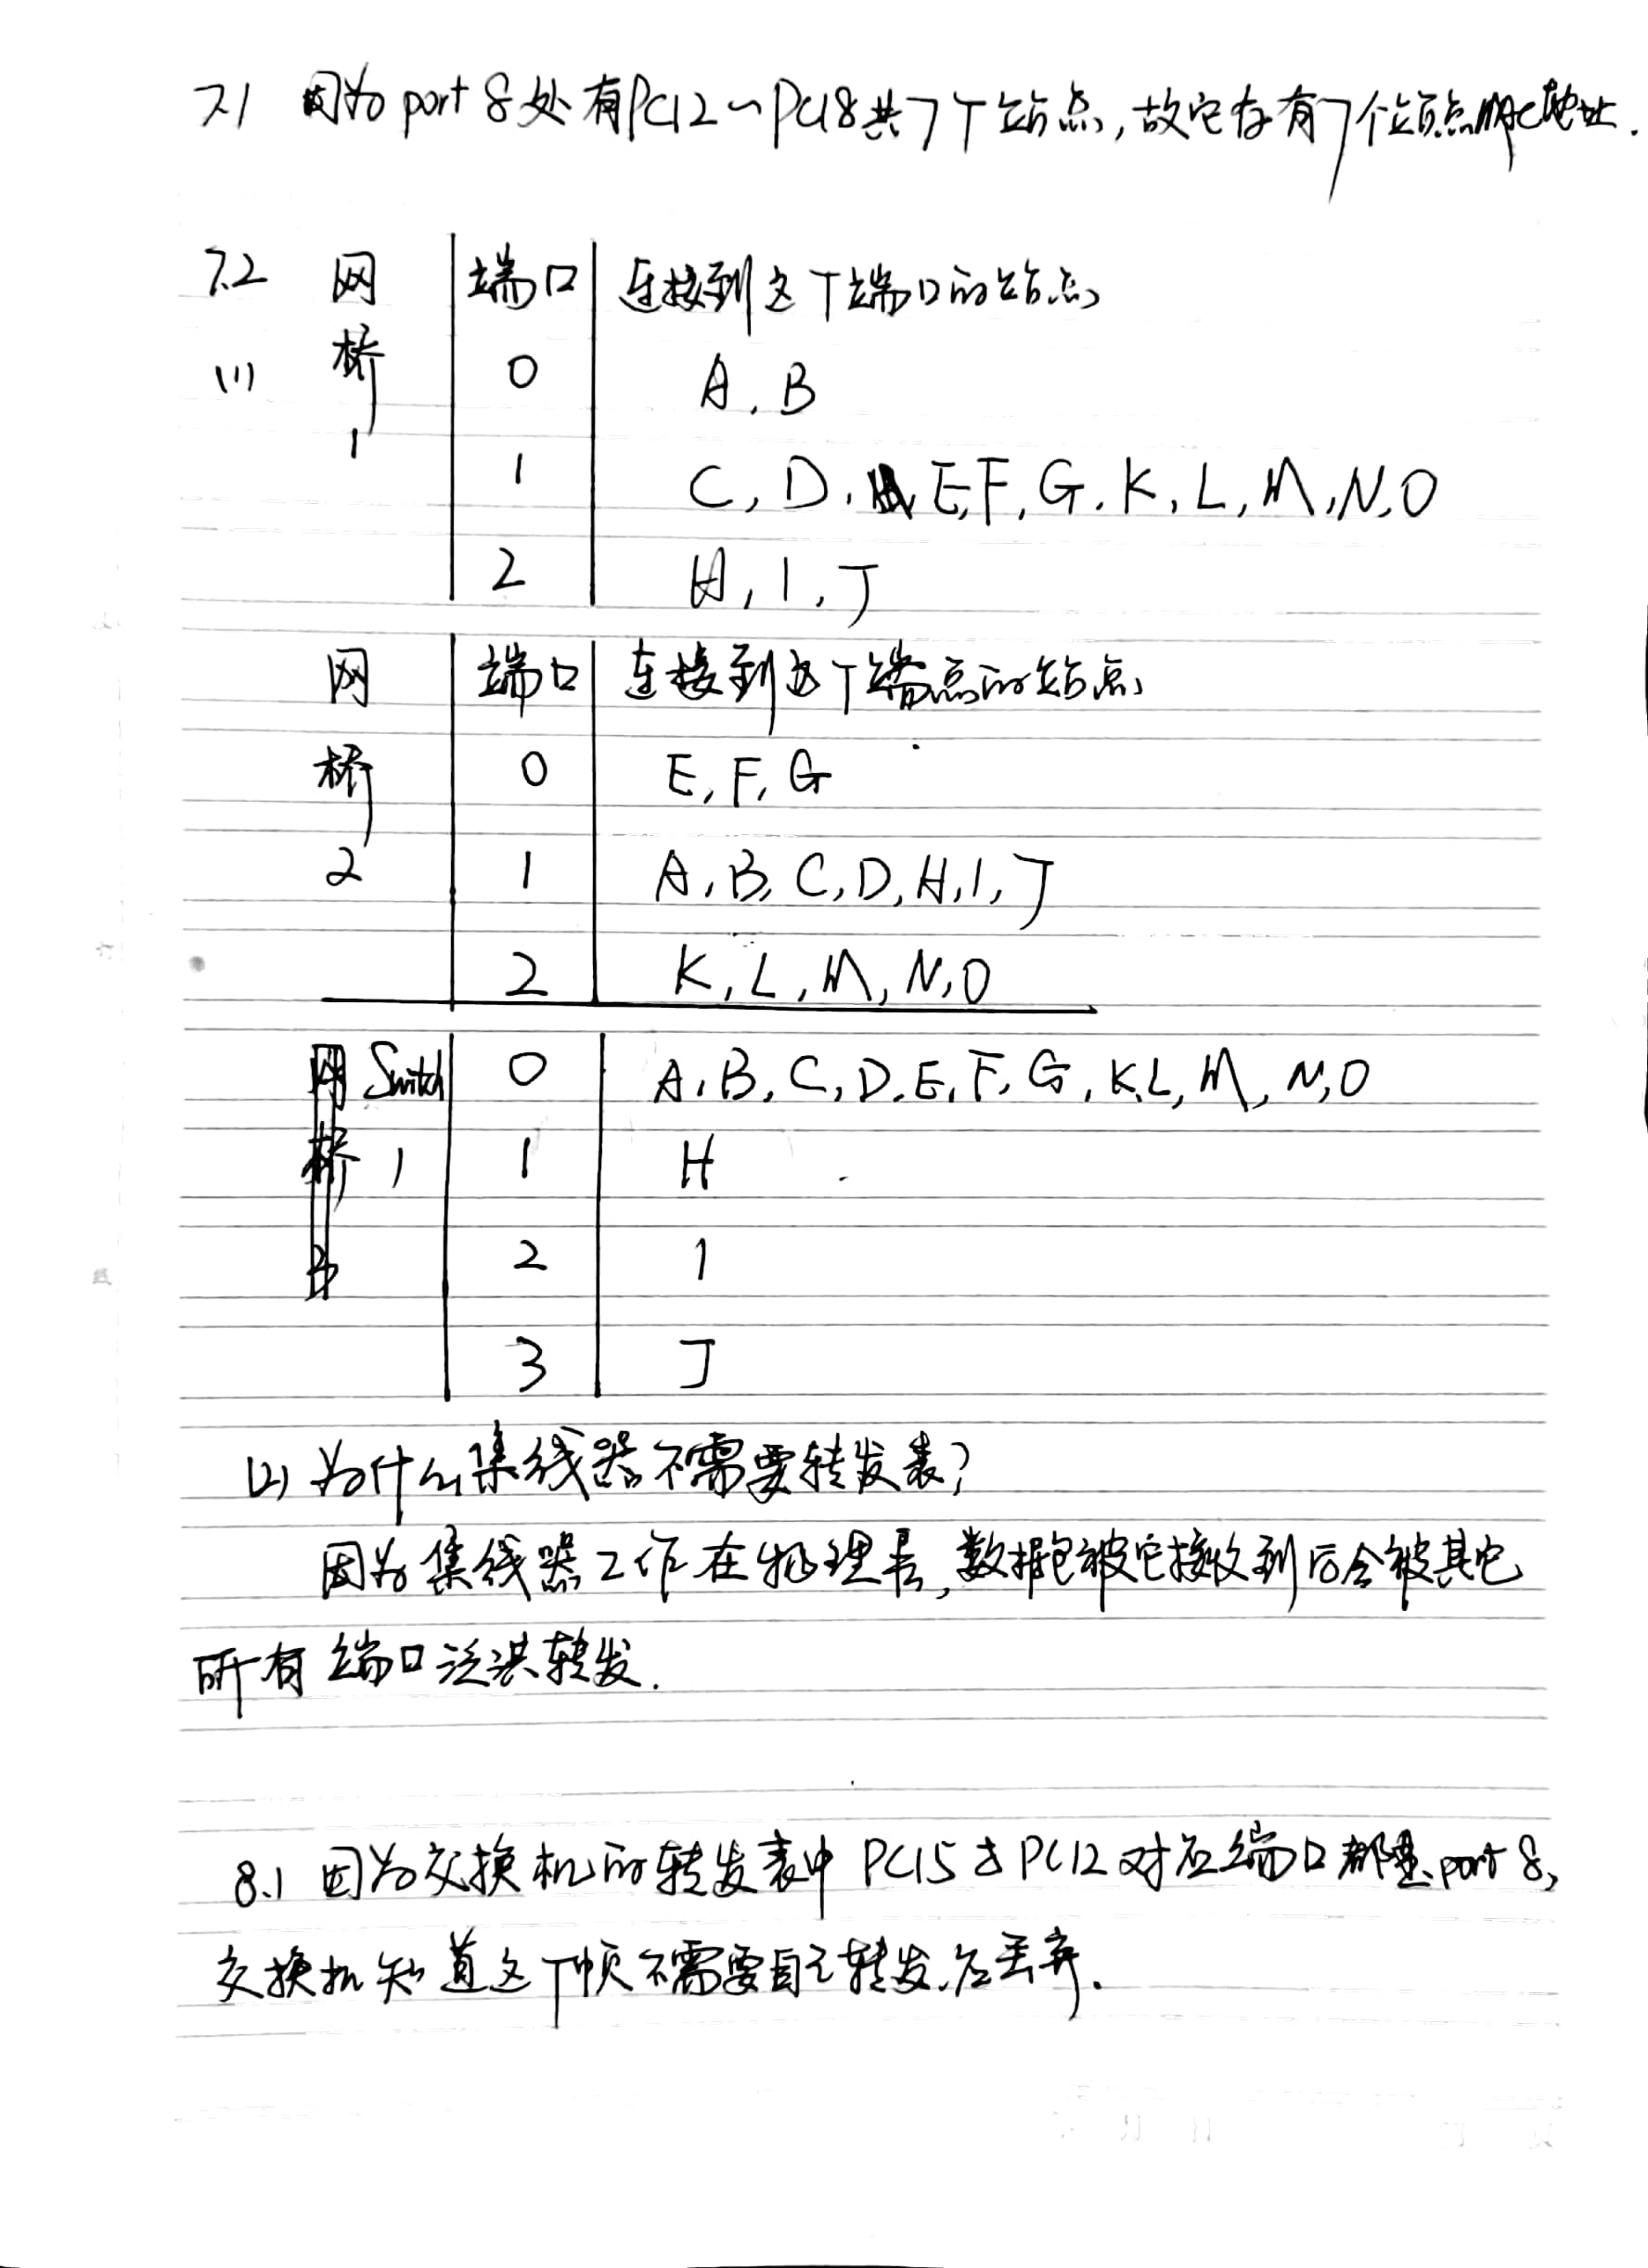 7.1 因为port 8处有PC12~PC18共7个站点,故它存有7个站点MAC地址.
7.2 网 端口 连接到这个端口的站点
(1) 桥 0 A, B
1 1 C, D, E, F, G, K, L, M, N, O
2 H, I, J
网 端口 连接到这个端点的站点
桥 0 E, F, G
2 1 A, B, C, D, H, I, J
2 K, L, M, N, O
Switch 0 A, B, C, D, E, F, G, K, L, M, N, O
1 1 H
2 I
3 J
(2) 为什么集线器不需要转发表?
因为集线器工作在物理层,数据包被它接收到后会被其它
所有端口泛洪转发.
8.1 因为交换机的转发表中PC15与PC12对应端口都是port 8,
交换机知道这个帧不需要自己转发,应丢弃.